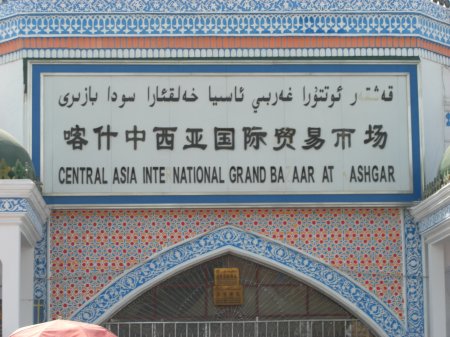 قەشقەر ئوتتۇرا غەربىي ئاسىيا خەلقئارا سودا بازىرى
喀什中西亚国际贸易市场
CENTRAL ASIA INTE NATIONAL GRAND BA AAR AT ASHGAR